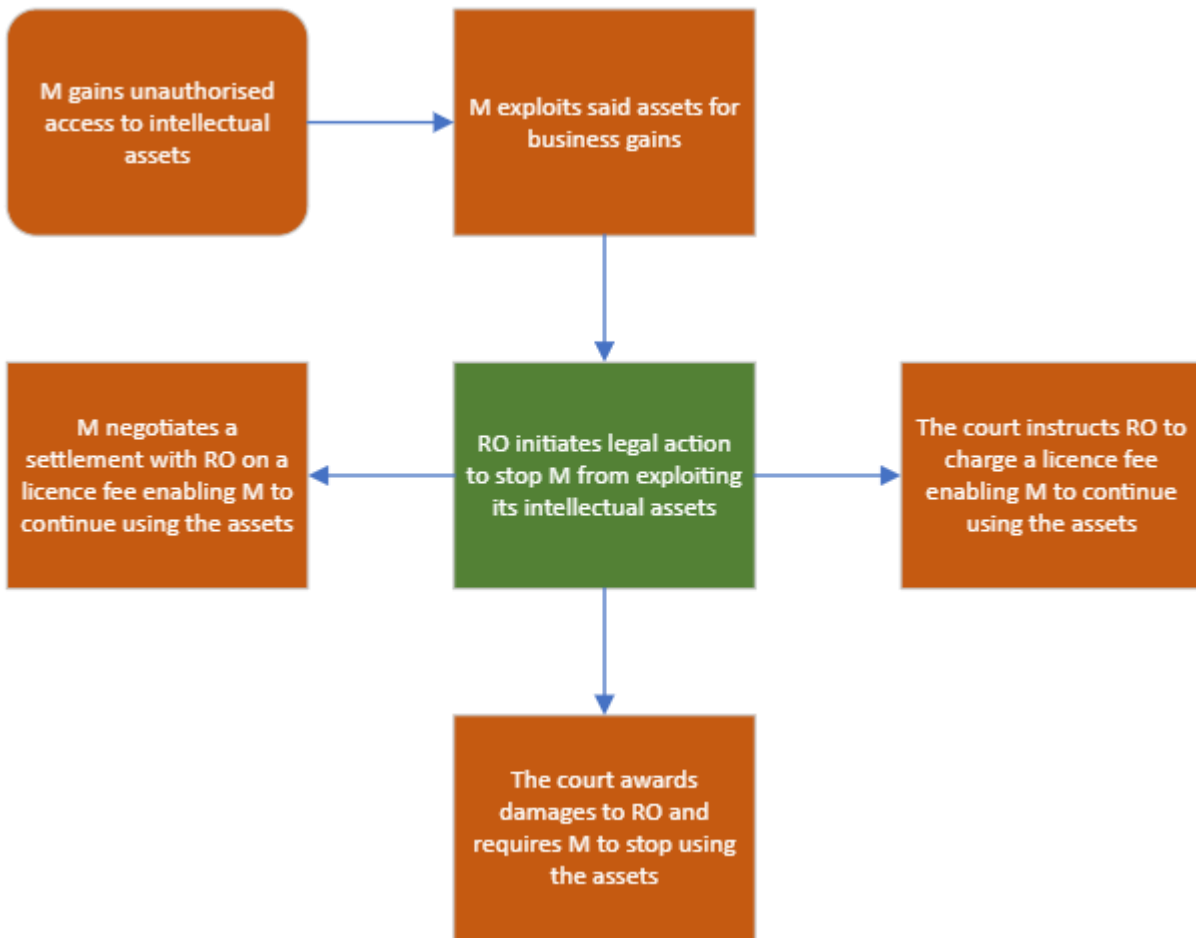 M gains unauthorised
access to intellectual
assets
M exploits said assets for
business gains
M negotiates a
settlement with RO on a
licence fee enabling M to
continue using the assets
RO initiates legal action
to stop M from exploiting
its intellectual assets
The court instructs RO to
charge a licence fee
enabling M to continue
using the assets
The court awards
damages to RO and
requires M to stop using
the assets